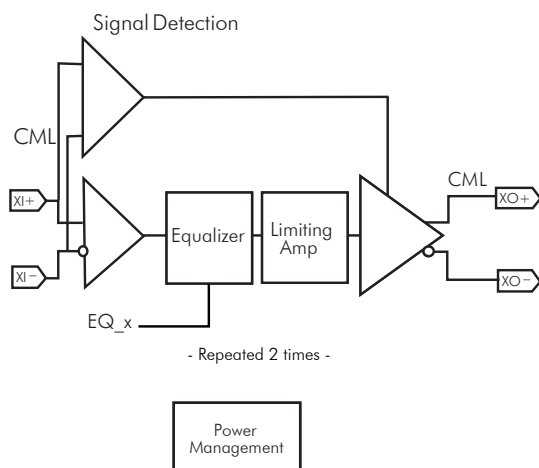 Signal Detection
CML
XI+
XI−
Equalizer
Limiting
Amp
CML
XO+
XO−
EQ_x
- Repeated 2 times -
Power
Management